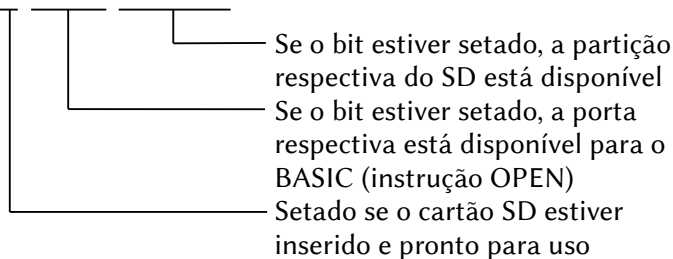 Se o bit estiver setado, a partição
respectiva do SD está disponível
Se o bit estiver setado, a porta
respectiva está disponível para o
BASIC (instrução OPEN)
Setado se o cartão SD estiver
inserido e pronto para uso